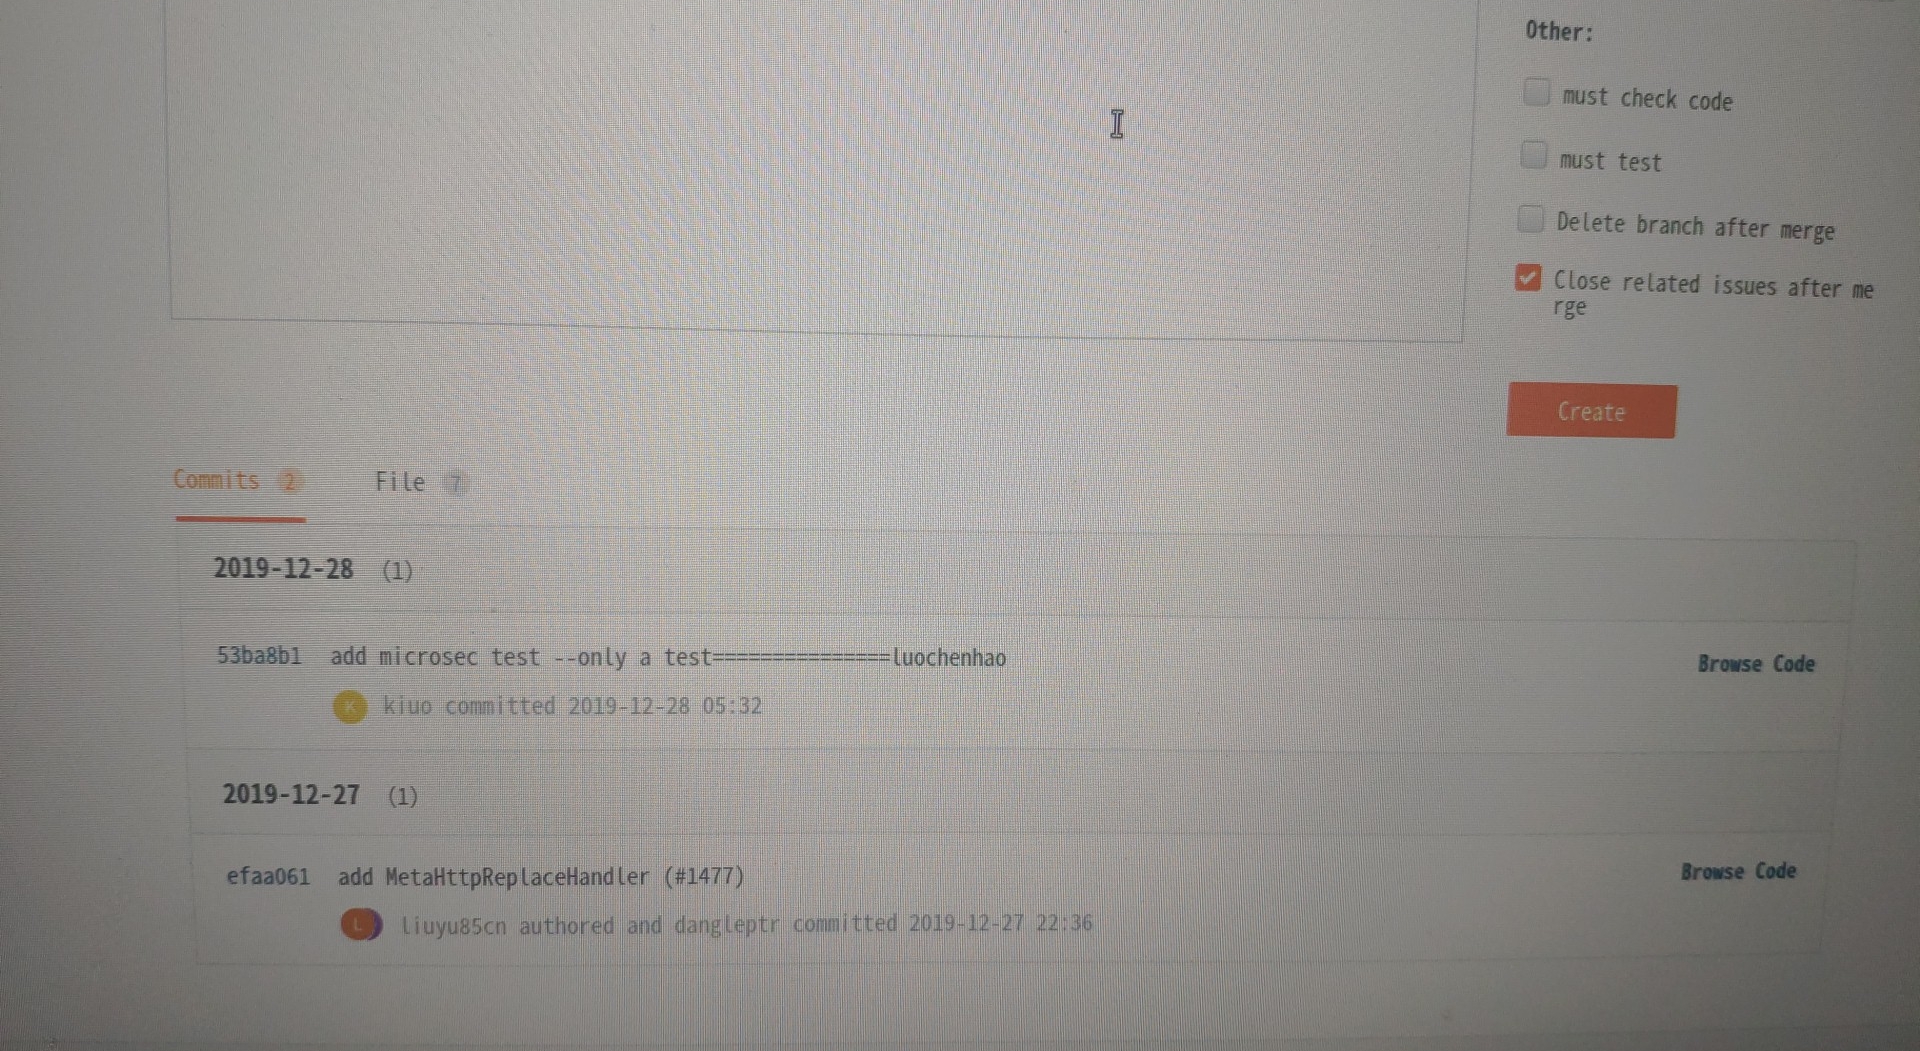 Other:
must check code
must test
Delete branch after merge
Close related issues after me
rge
Create
Commits 2
File 7
2019-12-28 (1)
53ba8b1 add microsec test --only a test===============luochenhao
Browse Code
K
kiuo committed 2019-12-28 05:32
2019-12-27 (1)
efaa061 add MetaHttpReplaceHandler (#1477)
Browse Code
L
liuyu85cn authored and dangleptr committed 2019-12-27 22:36